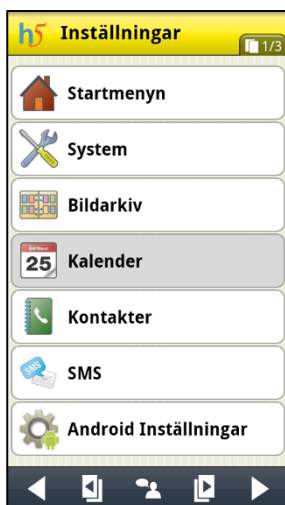 h5 Inställningar
1/3
Startmenyn
System
Bildarkiv
25 Kalender
Kontakter
SMS SMS
Android Inställningar